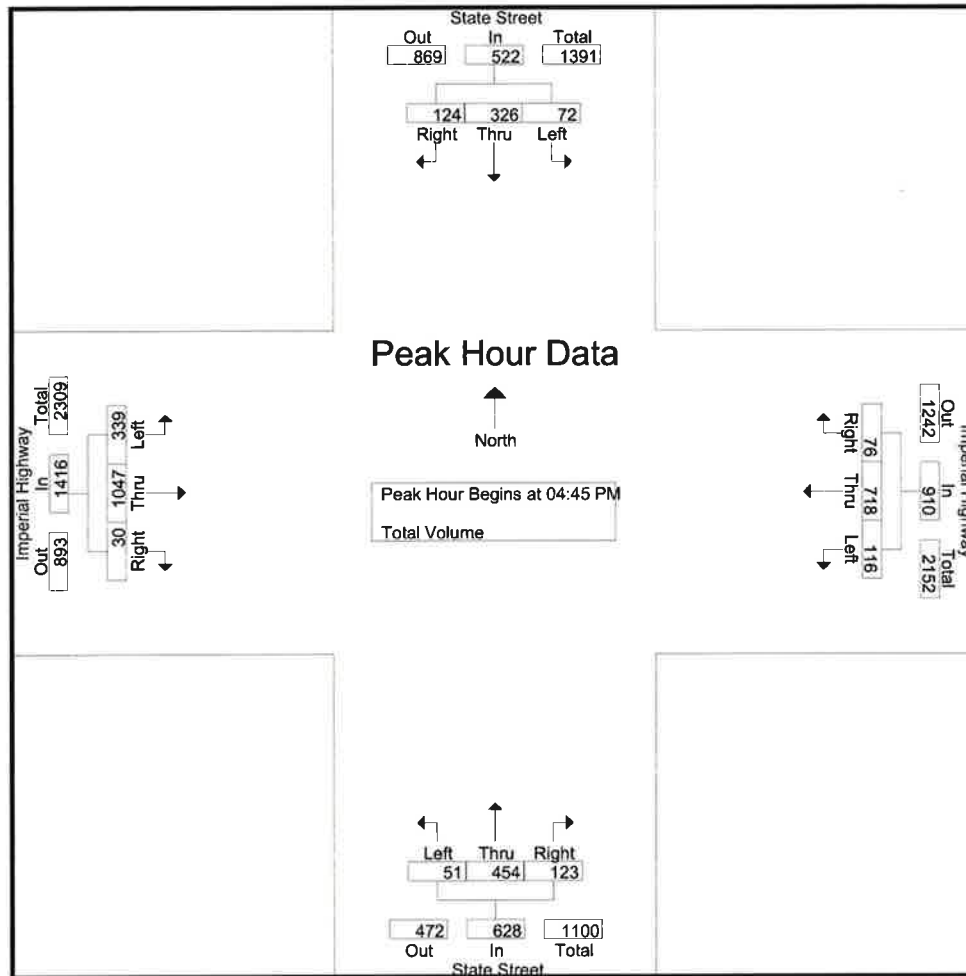 State Street
Out In Total
869 522 1391
124 326 72
Right Thru Left
Peak Hour Data
North
Peak Hour Begins at 04:45 PM
Total Volume
Imperial Highway
Out In Total
893 1416 2309
30 1047 339
Right Thru Left
Imperial Highway
Out In Total
1242 910 2152
76 718 116
Right Thru Left
Left Thru Right
51 454 123
472 628 1100
Out In Total
State Street